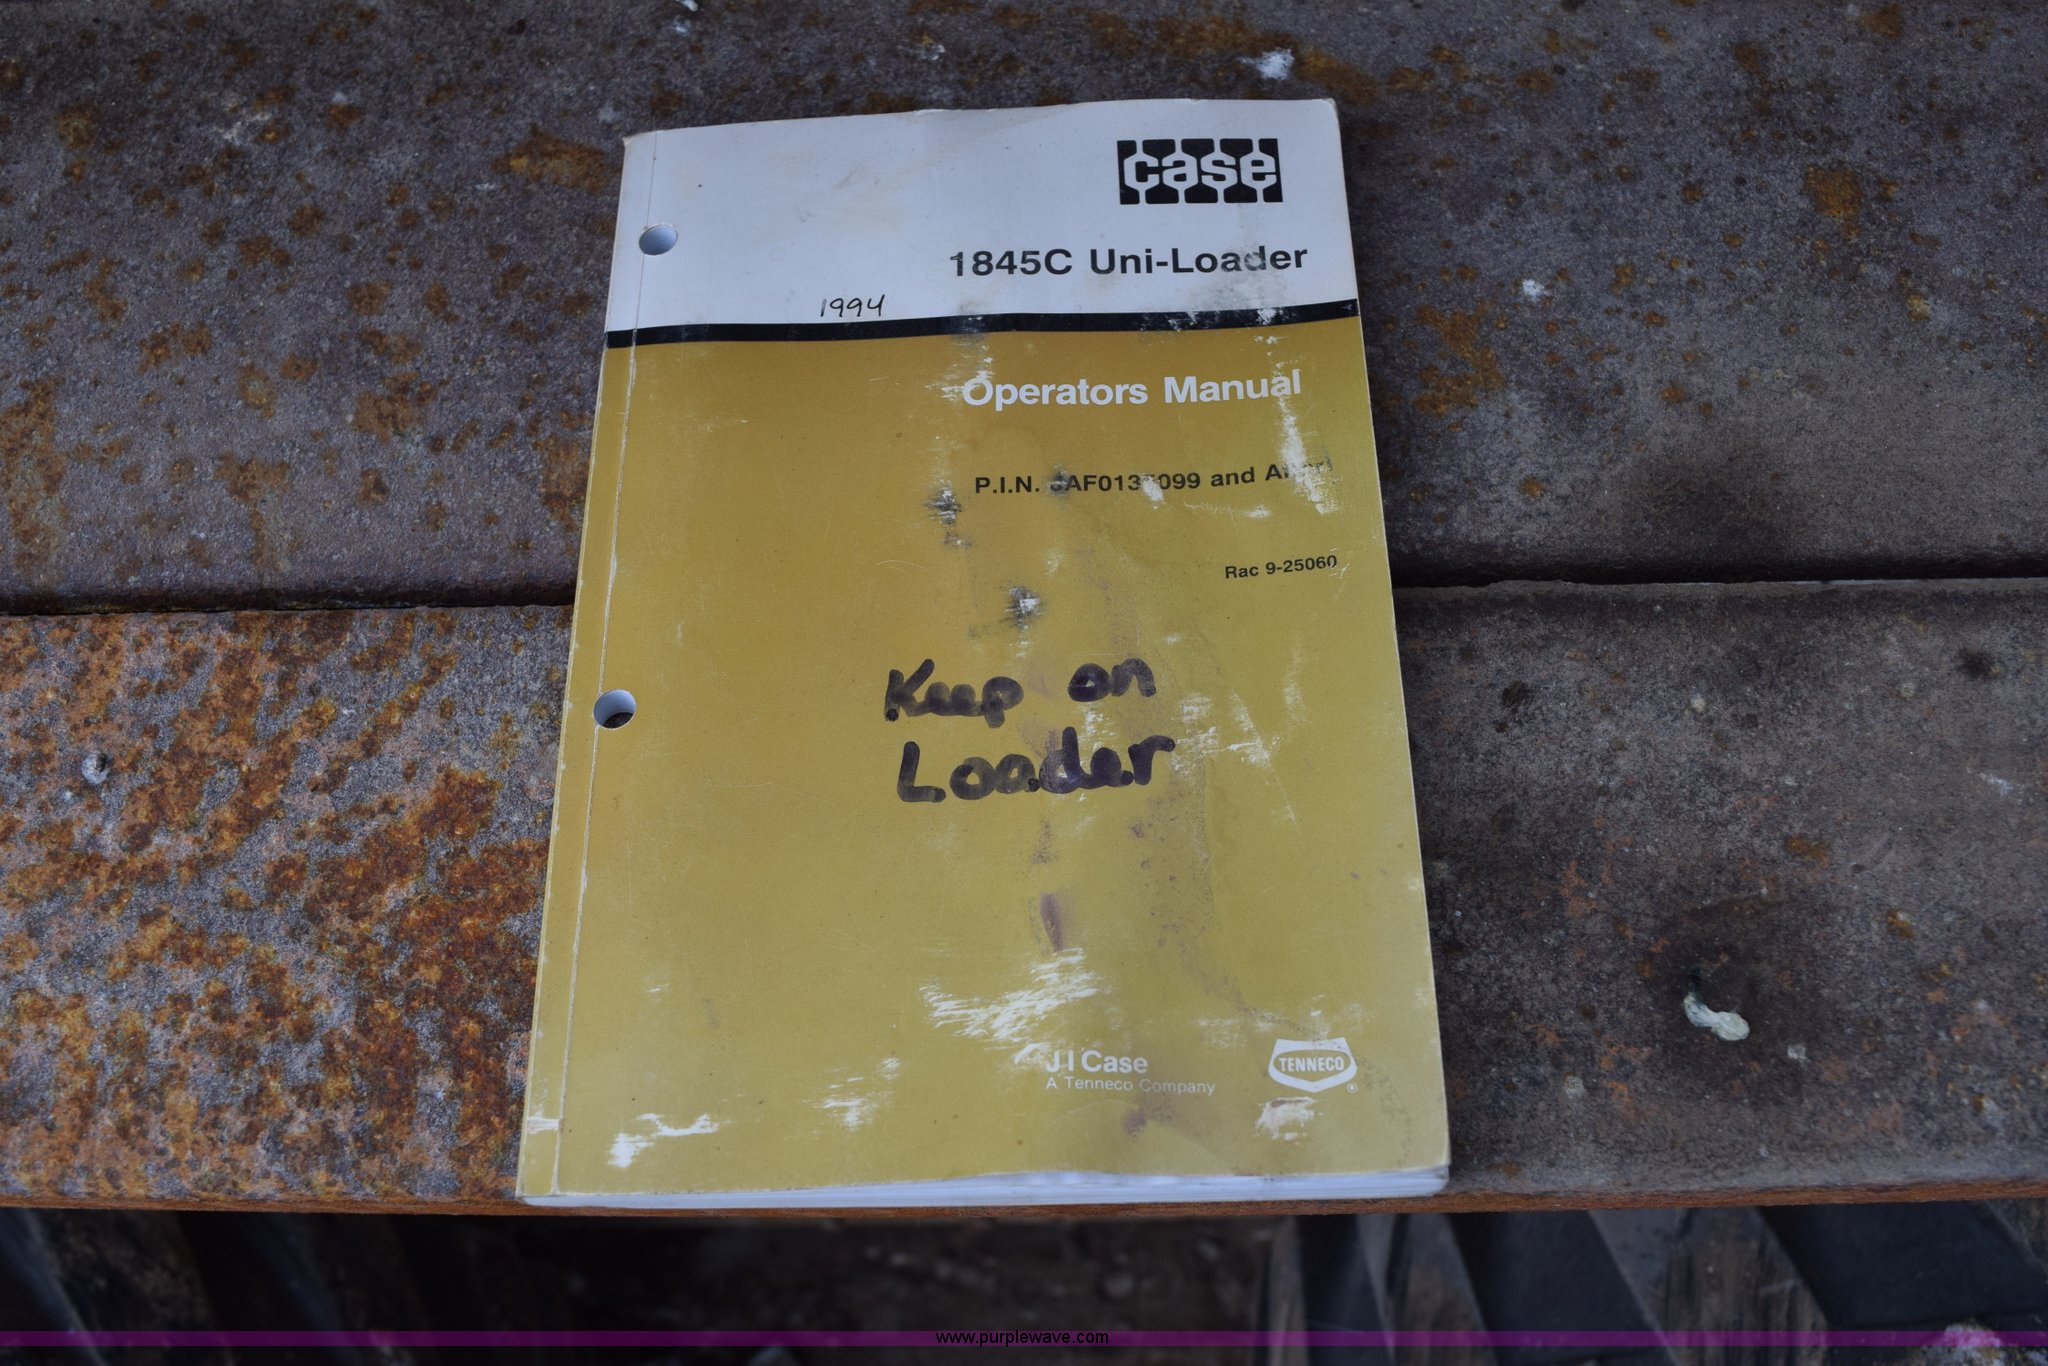 case
1845C Uni-Loader
1994
Operators Manual
P.I.N. and
Rac 9-25060
Keep on
Loader
J I Case
A Tenneco Company
TENNECO
www.purplewave.com